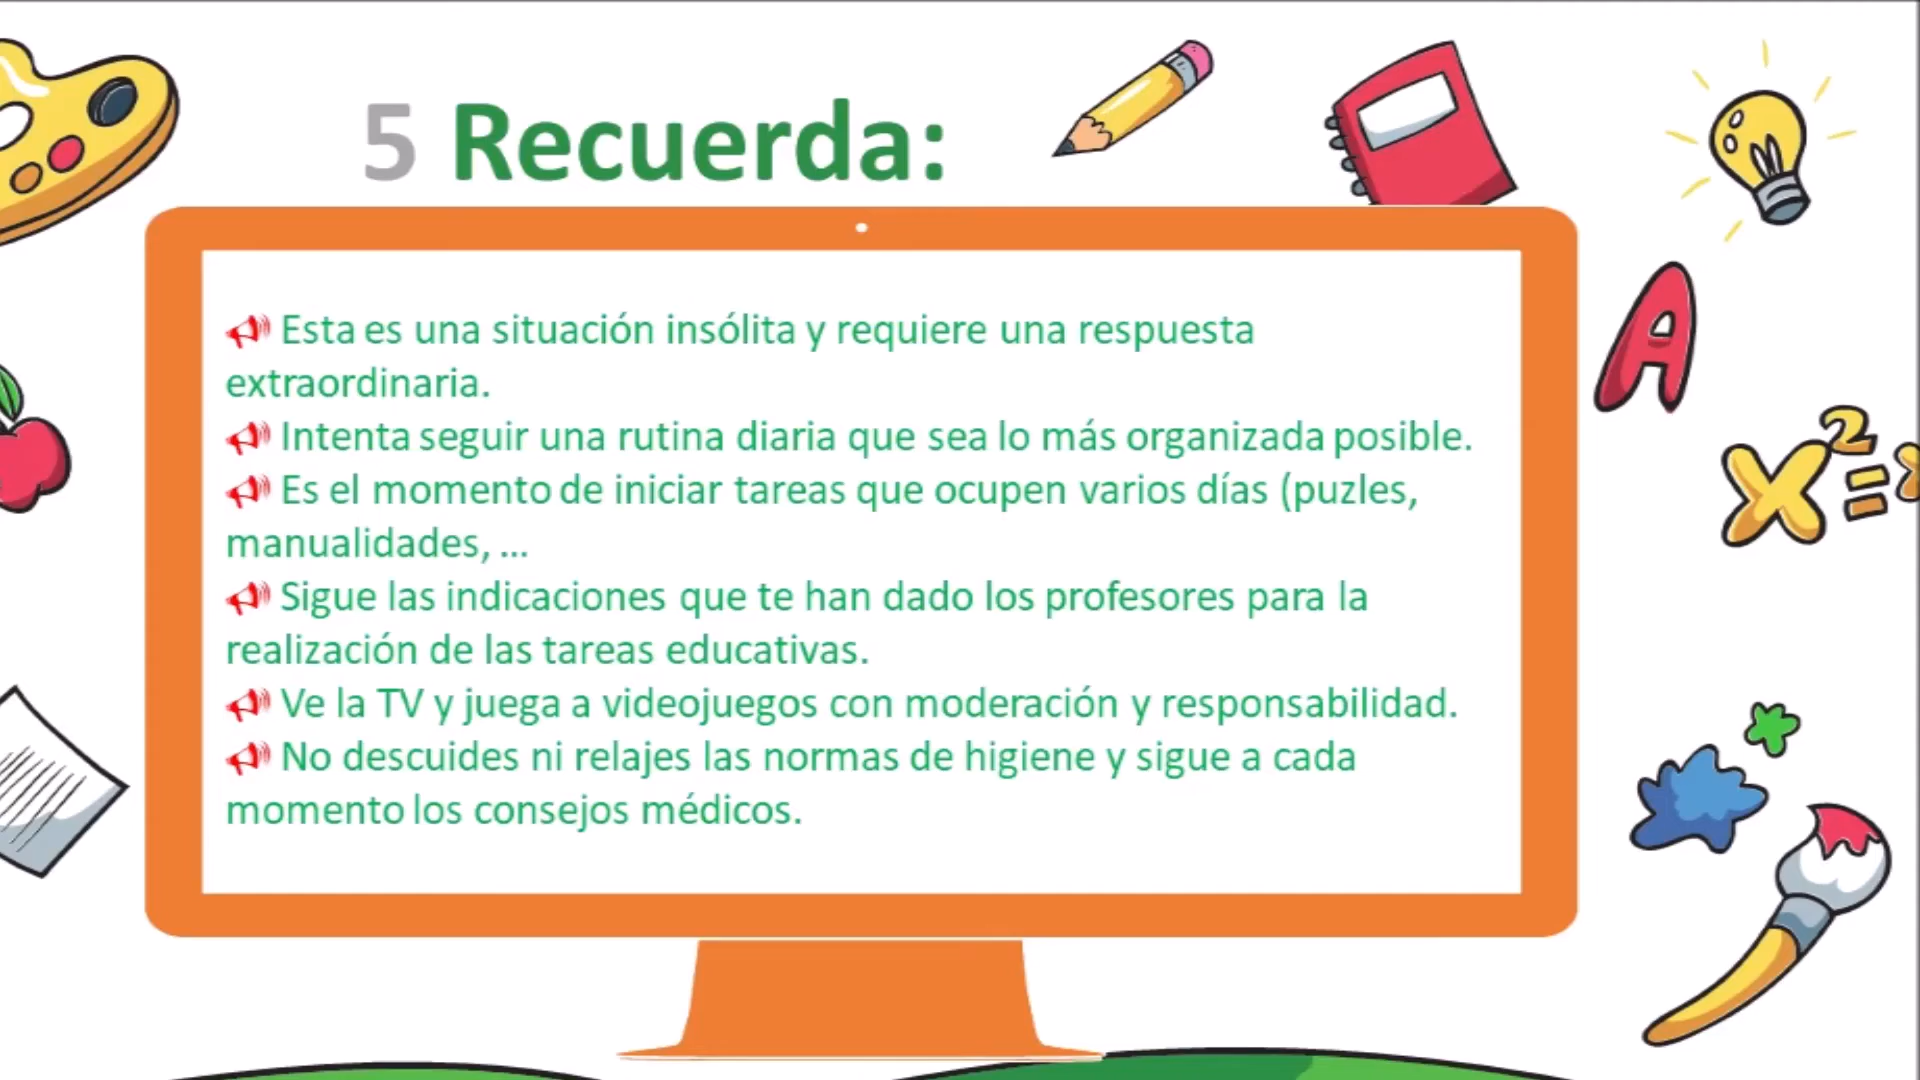 5 Recuerda:
Esta es una situación insólita y requiere una respuesta
extraordinaria.
Intenta seguir una rutina diaria que sea lo más organizada posible.
Es el momento de iniciar tareas que ocupen varios días (puzles,
manualidades, ...
Sigue las indicaciones que te han dado los profesores para la
realización de las tareas educativas.
Ve la TV y juega a videojuegos con moderación y responsabilidad.
No descuides ni relajes las normas de higiene y sigue a cada
momento los consejos médicos.
A
x²=